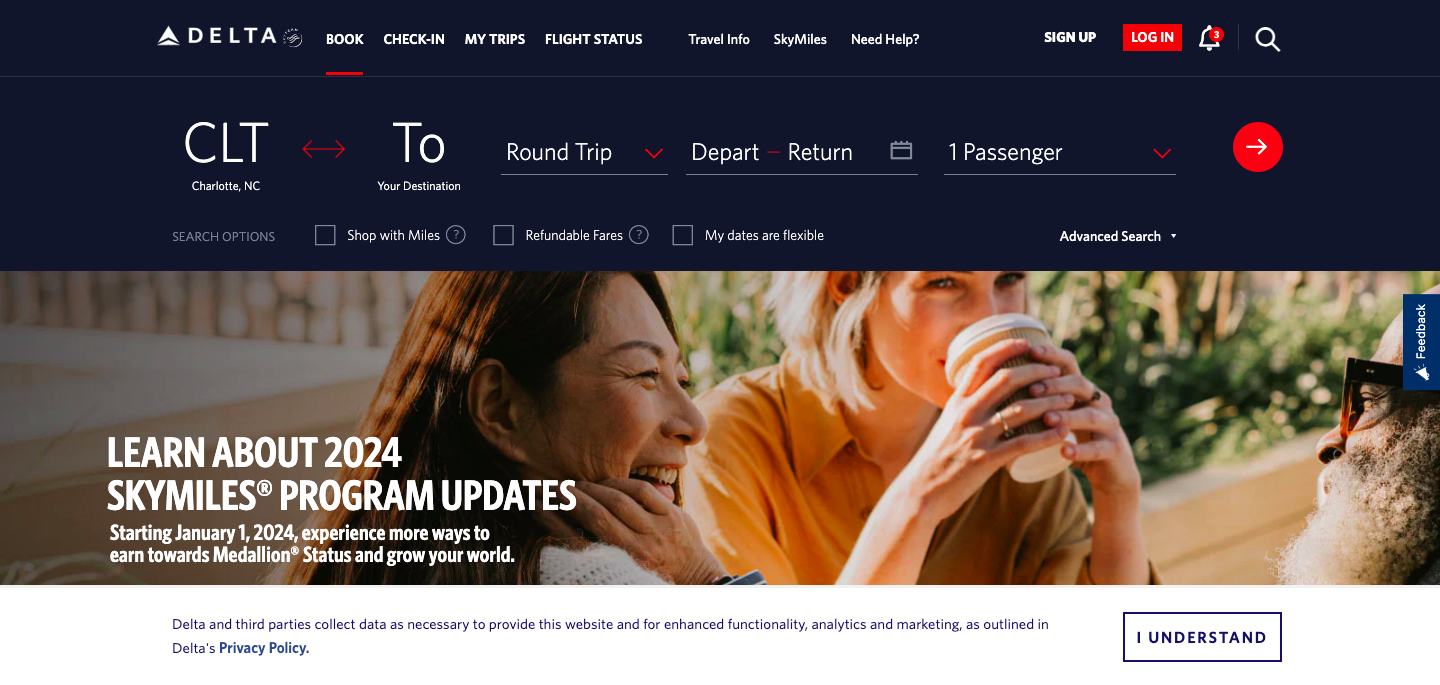 DELTA
BOOK
CHECK-IN
MY TRIPS
FLIGHT STATUS
Travel Info
SkyMiles
Need Help?
SIGN UP
LOG IN
3
CLT
Charlotte, NC
To
Your Destination
Round Trip
Depart — Return
1 Passenger
SEARCH OPTIONS
Shop with Miles ?
Refundable Fares ?
My dates are flexible
Advanced Search
Feedback
LEARN ABOUT 2024
SKYMILES® PROGRAM UPDATES
Starting January 1, 2024, experience more ways to
earn towards Medallion® Status and grow your world.
Delta and third parties collect data as necessary to provide this website and for enhanced functionality, analytics and marketing, as outlined in
Delta's Privacy Policy.
I UNDERSTAND